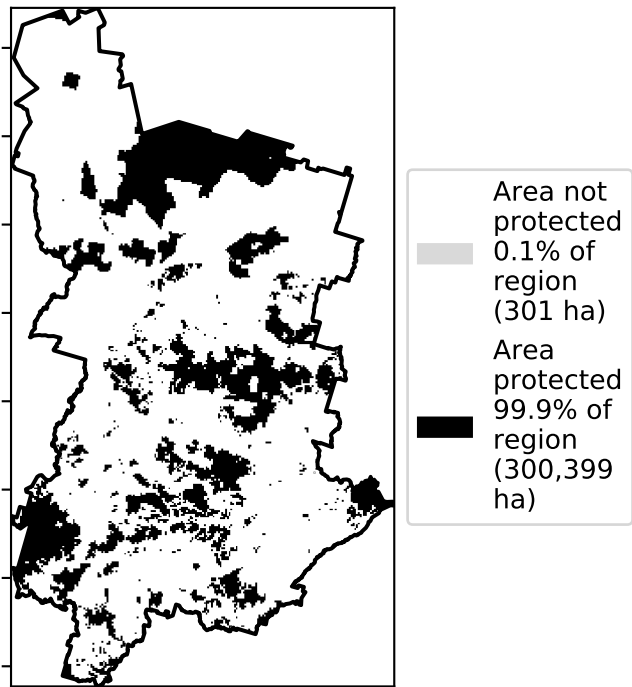 Area not
protected
0.1% of
region
(301 ha)
Area
protected
99.9% of
region
(300,399
ha)